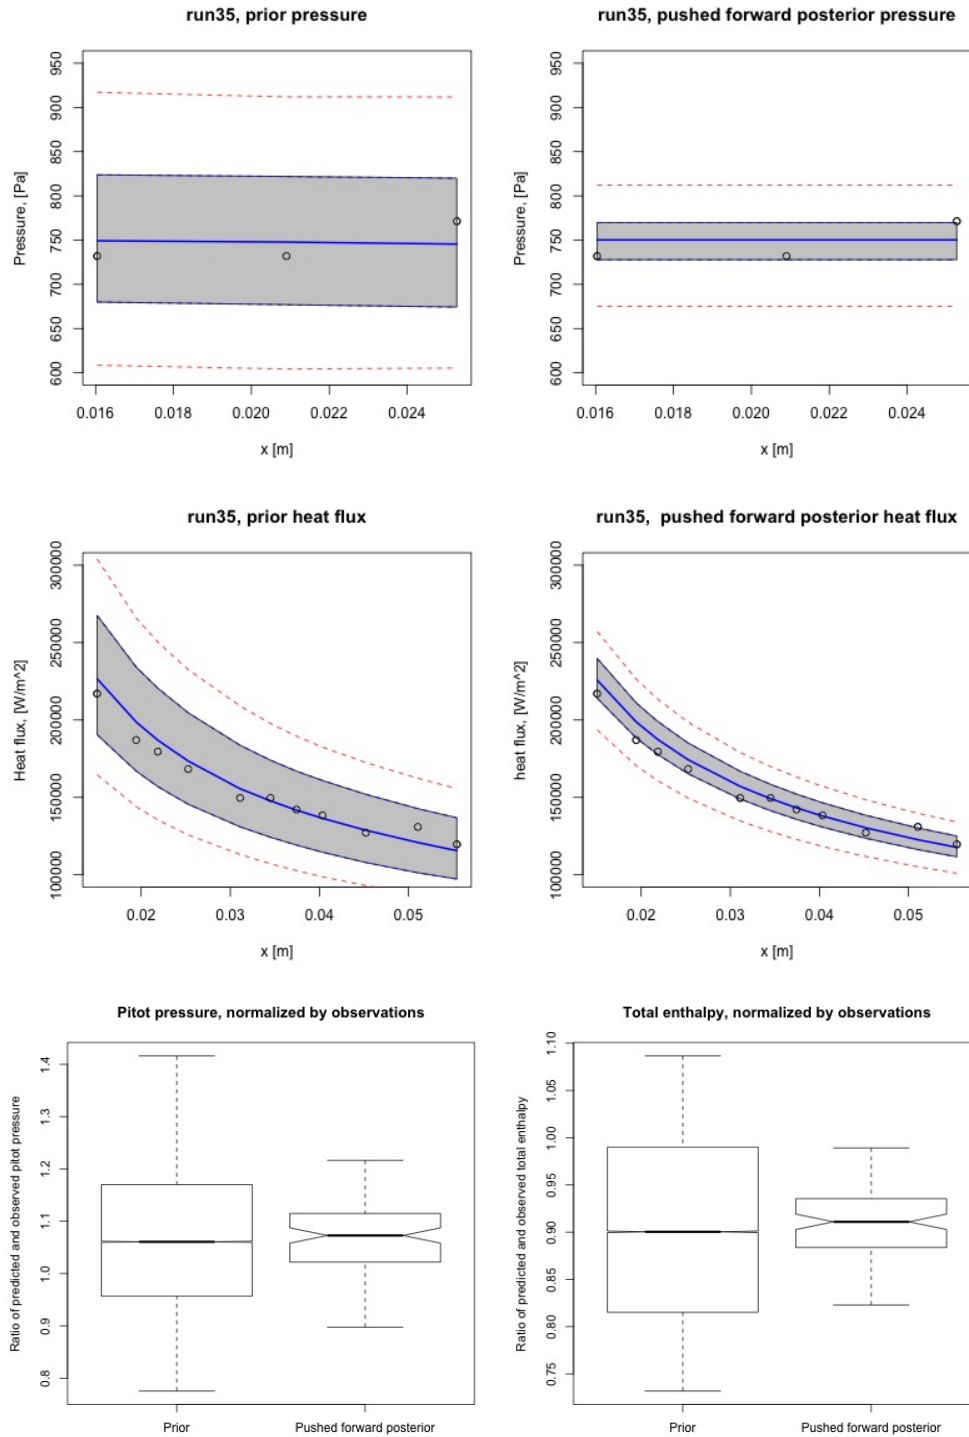 run35, prior pressure
Pressure, [Pa]
950
900
850
800
750
700
650
600
0.016 0.018 0.020 0.022 0.024
x [m]
run35, pushed forward posterior pressure
Pressure, [Pa]
950
900
850
800
750
700
650
600
0.016 0.018 0.020 0.022 0.024
x [m]
run35, prior heat flux
Heat flux, [W/m^2]
300000
250000
200000
150000
100000
0.02 0.03 0.04 0.05
x [m]
run35, pushed forward posterior heat flux
heat flux, [W/m^2]
300000
250000
200000
150000
100000
0.02 0.03 0.04 0.05
x [m]
Pitot pressure, normalized by observations
Ratio of predicted and observed pitot pressure
1.4
1.3
1.2
1.1
1.0
0.9
0.8
Prior Pushed forward posterior
Total enthalpy, normalized by observations
Ratio of predicted and observed total enthalpy
1.10
1.05
1.00
0.95
0.90
0.85
0.80
0.75
Prior Pushed forward posterior